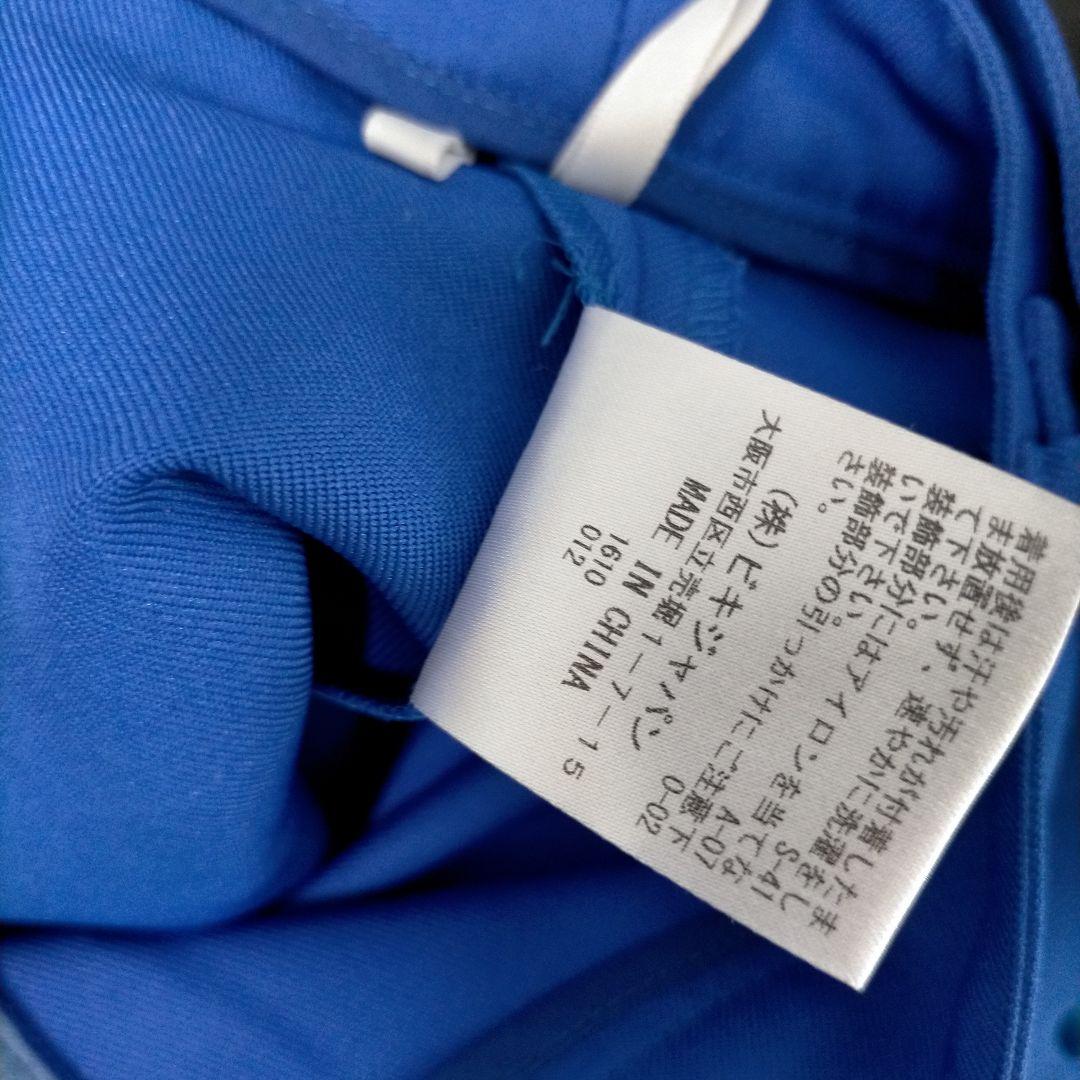 着用後は汗や汚れが付着したま
ま放置せず、速やかに洗濯をし
て下さい。 S-41
装飾部分にはアイロンを当てな
いで下さい。 A-07
装飾部分の引っかけにご注意下
さい。 0-02
(株)ビキジャパン
大阪市西区立売堀1-7-15
MADE IN CHINA
1610
012